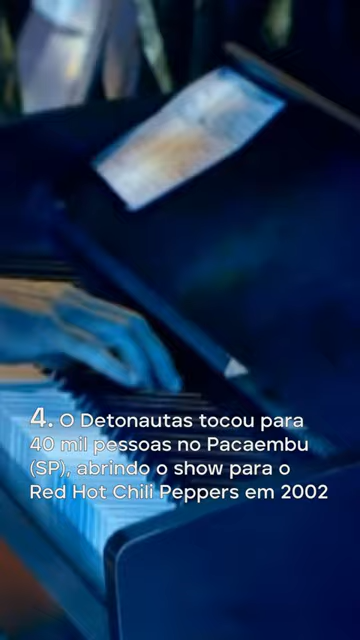 4. O Detonautas tocou para
40 mil pessoas no Pacaembu
(SP), abrindo o show para o
Red Hot Chili Peppers em 2002